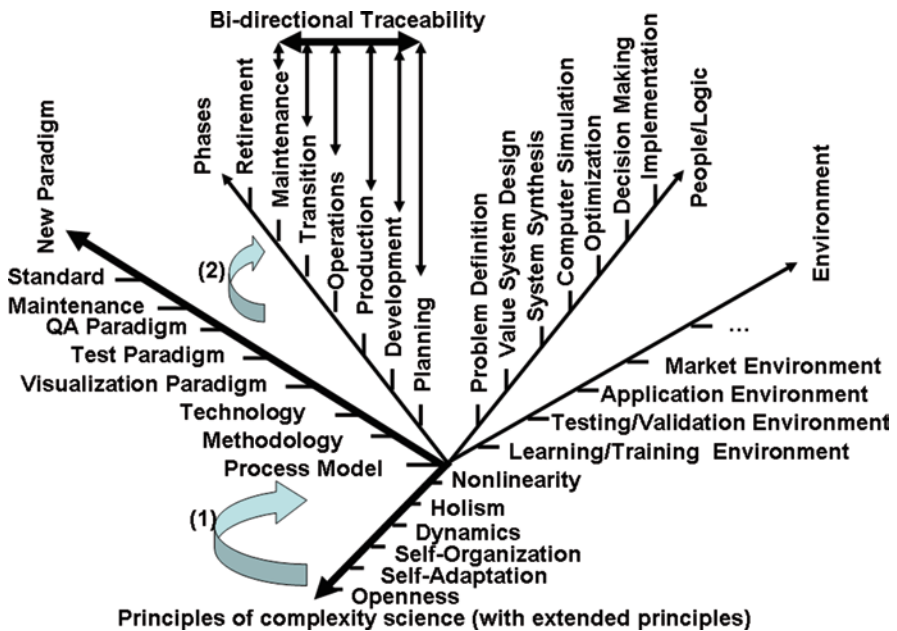 Bi-directional Traceability
New Paradigm
Standard
Maintenance
QA Paradigm
Test Paradigm
Visualization Paradigm
Technology
Methodology
Process Model
Phases
Retirement
Maintenance
Transition
Operations
Production
Development
Planning
Problem Definition
Value System Design
System Synthesis
Computer Simulation
Optimization
Decision Making
Implementation
People/Logic
Environment
...
Market Environment
Application Environment
Testing/Validation Environment
Learning/Training Environment
Nonlinearity
Holism
Dynamics
Self-Organization
Self-Adaptation
Openness
(2)
(1)
Principles of complexity science (with extended principles)